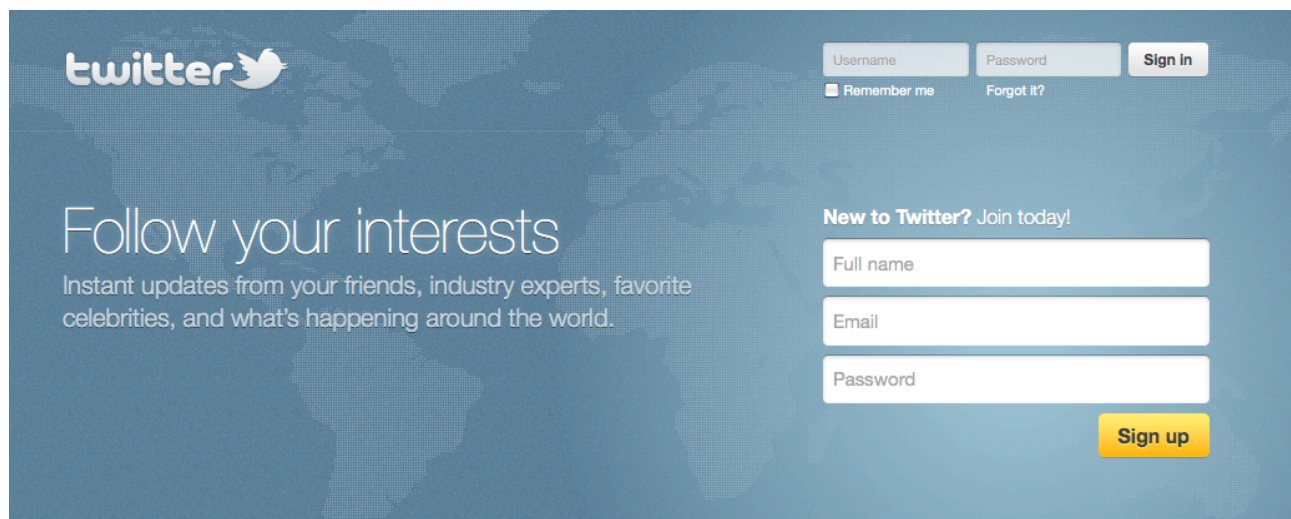 twitter
Username
Password
Sign in
Remember me
Forgot it?
Follow your interests
Instant updates from your friends, industry experts, favorite
celebrities, and what's happening around the world.
New to Twitter? Join today!
Full name
Email
Password
Sign up